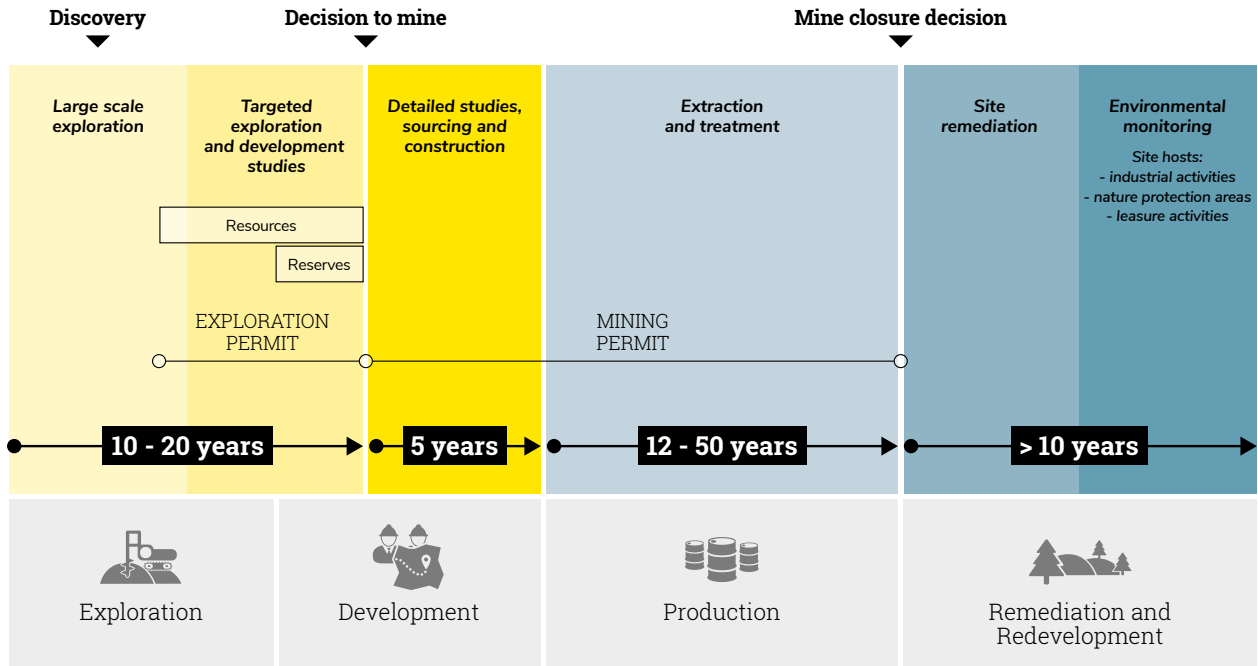 Discovery
Decision to mine
Mine closure decision
Large scale
exploration
Targeted
exploration
and development
studies
Detailed studies,
sourcing and
construction
Extraction
and treatment
Site
remediation
Environmental
monitoring
Site hosts:
- industrial activities
- nature protection areas
- leasure activities
Resources
Reserves
EXPLORATION
PERMIT
MINING
PERMIT
10 - 20 years
5 years
12 - 50 years
> 10 years
Exploration
Development
Production
Remediation and
Redevelopment